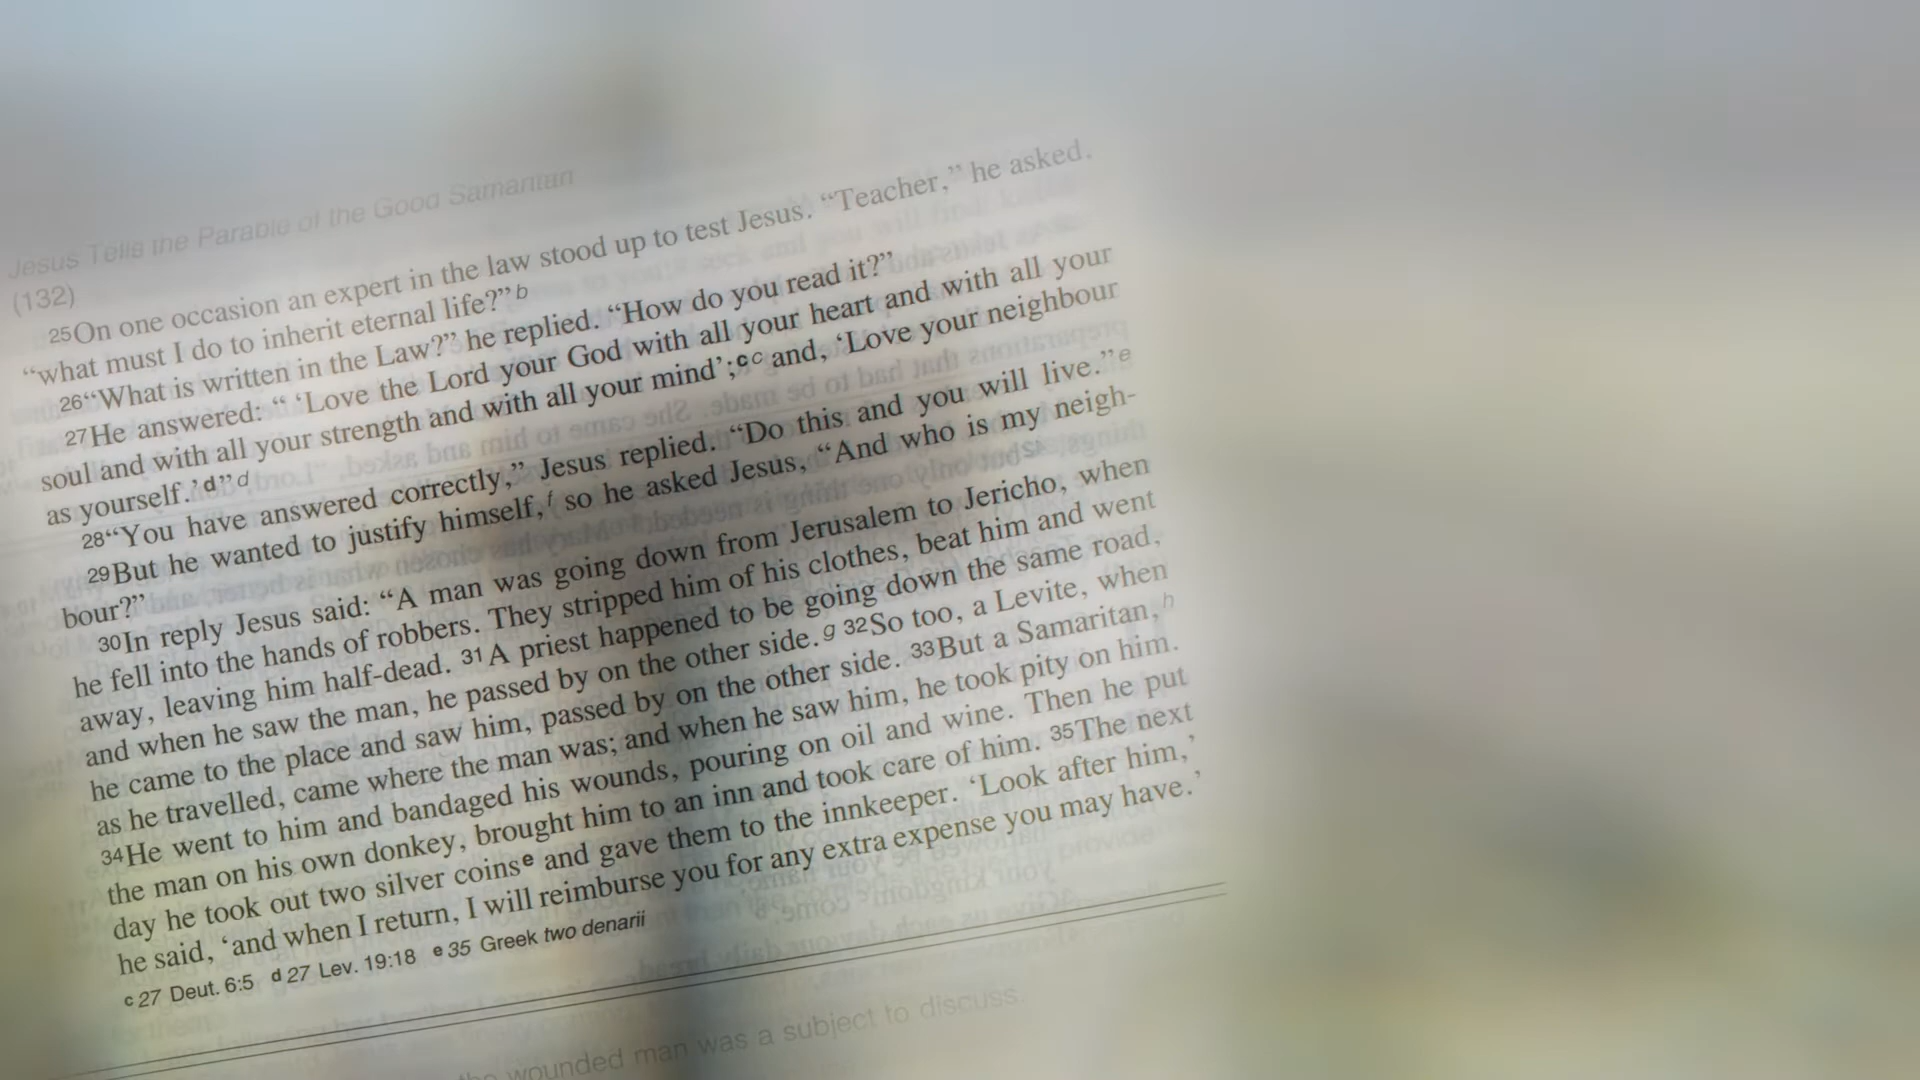 Jesus Tells the Parable of the Good Samaritan
(132)
25On one occasion an expert in the law stood up to test Jesus. “Teacher,” he asked.
“what must I do to inherit eternal life?”b
26“What is written in the Law?” he replied. “How do you read it?”
27He answered: “ ‘Love the Lord your God with all your heart and with all your
soul and with all your strength and with all your mind’;cc and, ‘Love your neighbour
as yourself.’d”d
28“You have answered correctly,” Jesus replied. “Do this and you will live.”e
29But he wanted to justify himself,f so he asked Jesus, “And who is my neigh-
bour?”
30In reply Jesus said: “A man was going down from Jerusalem to Jericho, when
he fell into the hands of robbers. They stripped him of his clothes, beat him and went
away, leaving him half-dead. 31A priest happened to be going down the same road,
and when he saw the man, he passed by on the other side.g 32So too, a Levite, when
he came to the place and saw him, passed by on the other side. 33But a Samaritan,h
as he travelled, came where the man was; and when he saw him, he took pity on him.
34He went to him and bandaged his wounds, pouring on oil and wine. Then he put
the man on his own donkey, brought him to an inn and took care of him. 35The next
day he took out two silver coinse and gave them to the innkeeper. ‘Look after him,’
he said, ‘and when I return, I will reimburse you for any extra expense you may have.’
c27 Deut. 6:5 d27 Lev. 19:18 e35 Greek two denarii
wounded man was a subject to discuss.